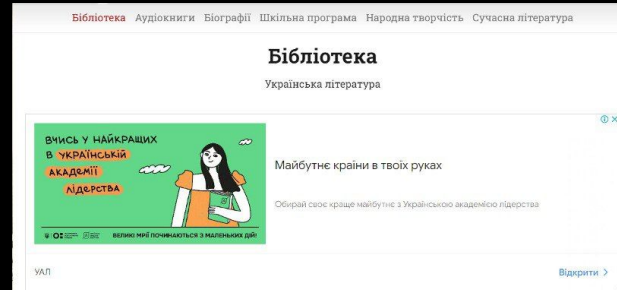 Бібліотека Аудіокниги Біографії Шкільна програма Народна творчість Сучасна література
Бібліотека
Українська література
ВЧИСЬ У НАЙКРАЩИХ
В УКРАЇНСЬКІЙ
АКАДЕМІЇ
ЛІДЕРСТВА
ВЕЛИКІ МРІЇ ПОЧИНАЮТЬСЯ З МАЛЕНЬКИХ ДІЙ!
Майбутнє країни в твоїх руках
Обирай своє краще майбутнє з Українською академією лідерства
УАЛ
Відкрити